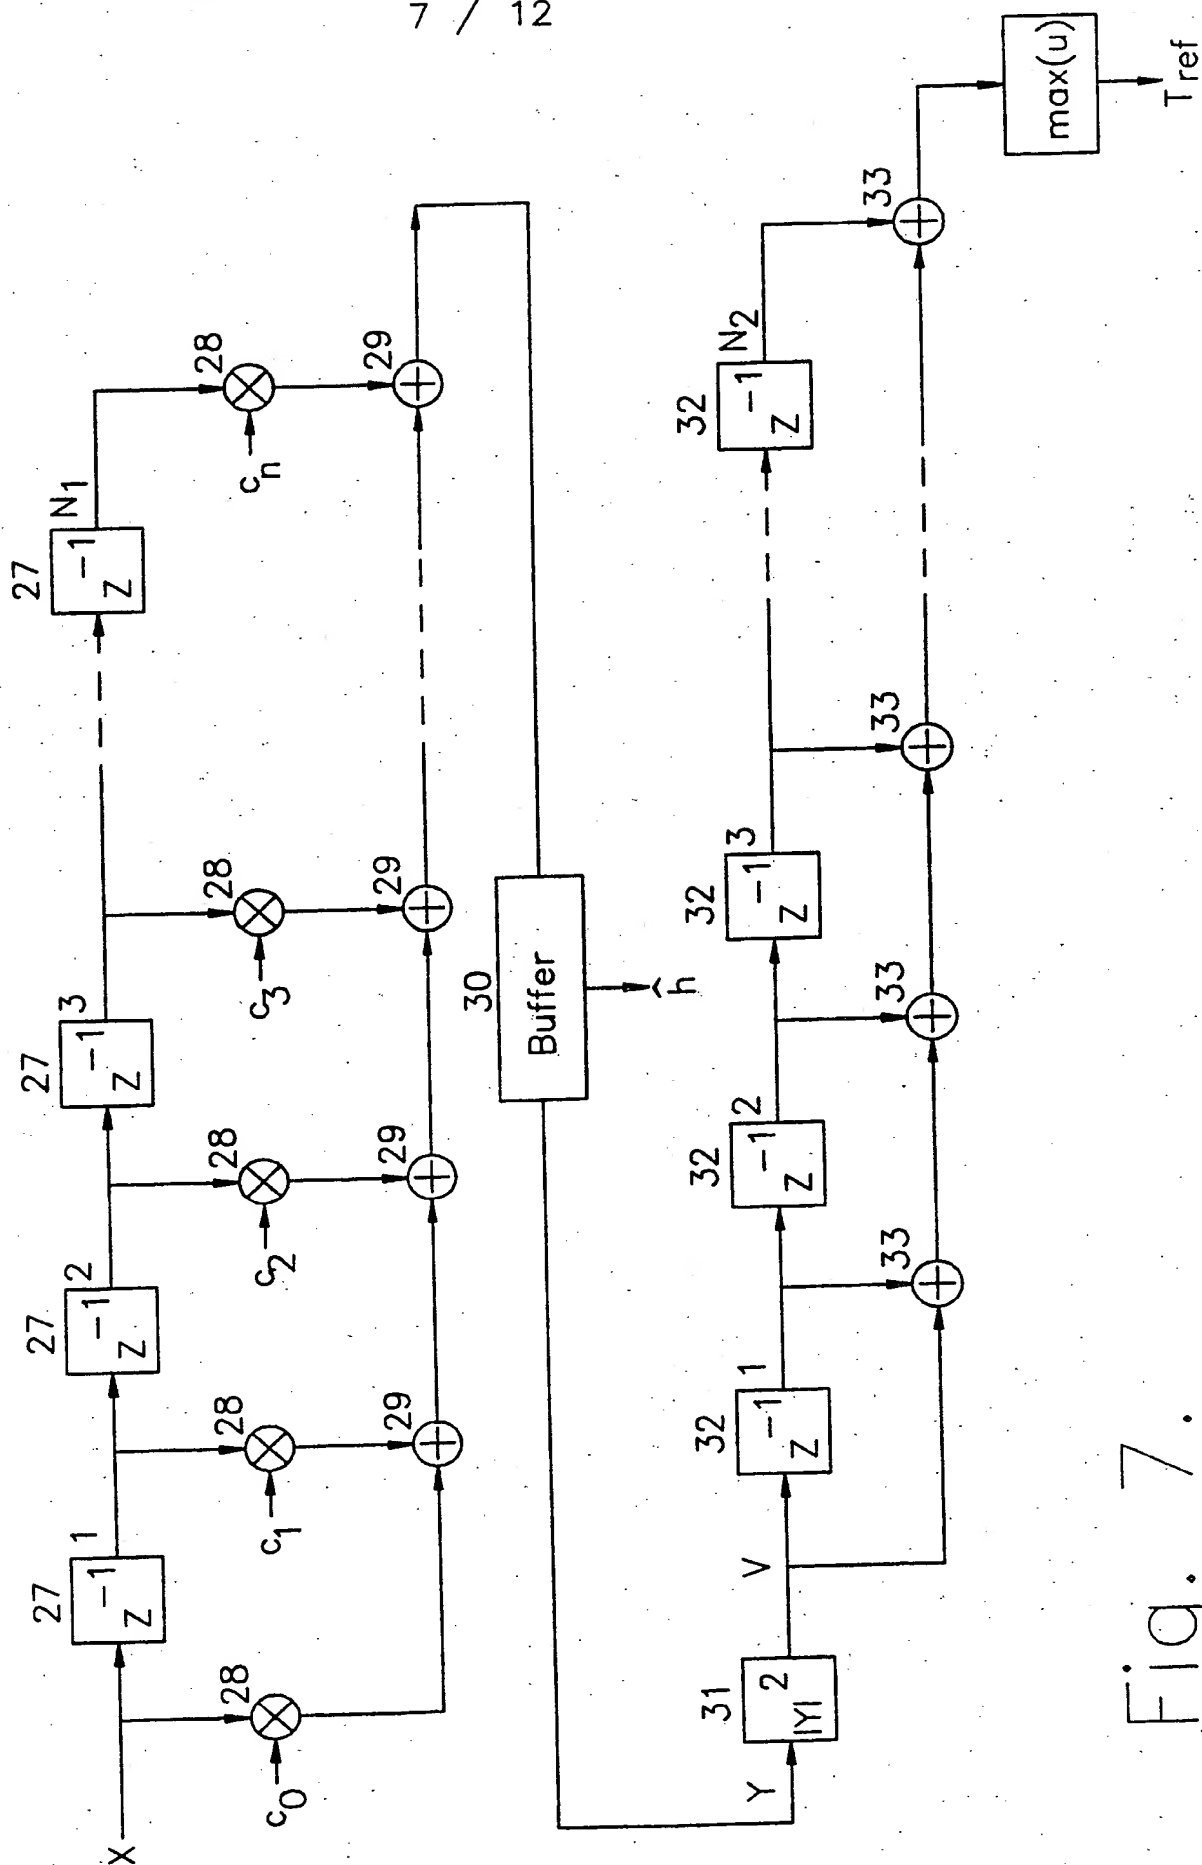 7 / 12
X
27
Z⁻¹
1
27
Z⁻¹
2
27
Z⁻¹
3
27
Z⁻¹
N₁
c₀
28
c₁
28
c₂
28
c₃
28
cₙ
28
29
29
29
29
30
Buffer
ĥ
Y
31
|Y|²
V
32
Z⁻¹
1
32
Z⁻¹
2
32
Z⁻¹
3
32
Z⁻¹
N₂
33
33
33
33
max(u)
Tref
Fig. 7.